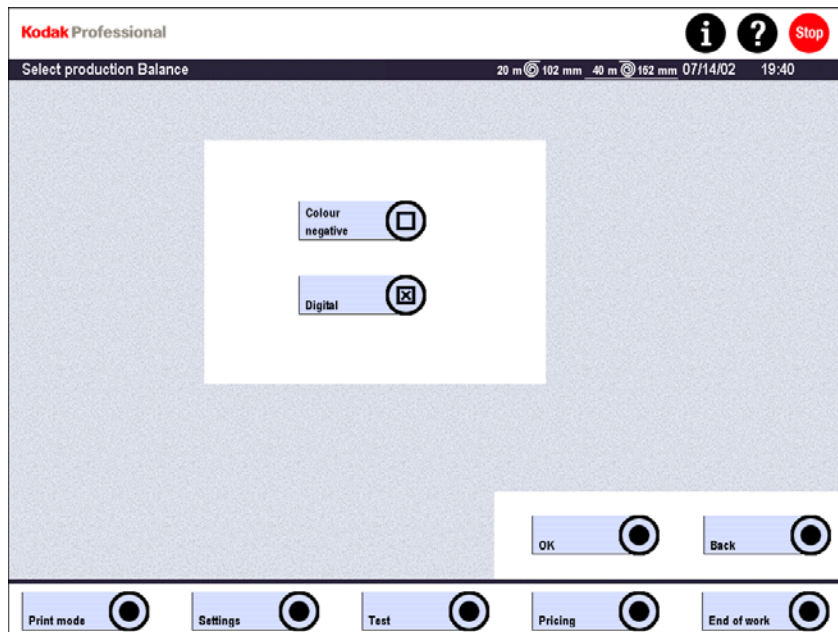 Kodak Professional
i ? Stop
Select production Balance 20 m 102 mm 40 m 152 mm 07/14/02 19:40
Colour
negative
Digital
OK Back
Print mode Settings Test Pricing End of work